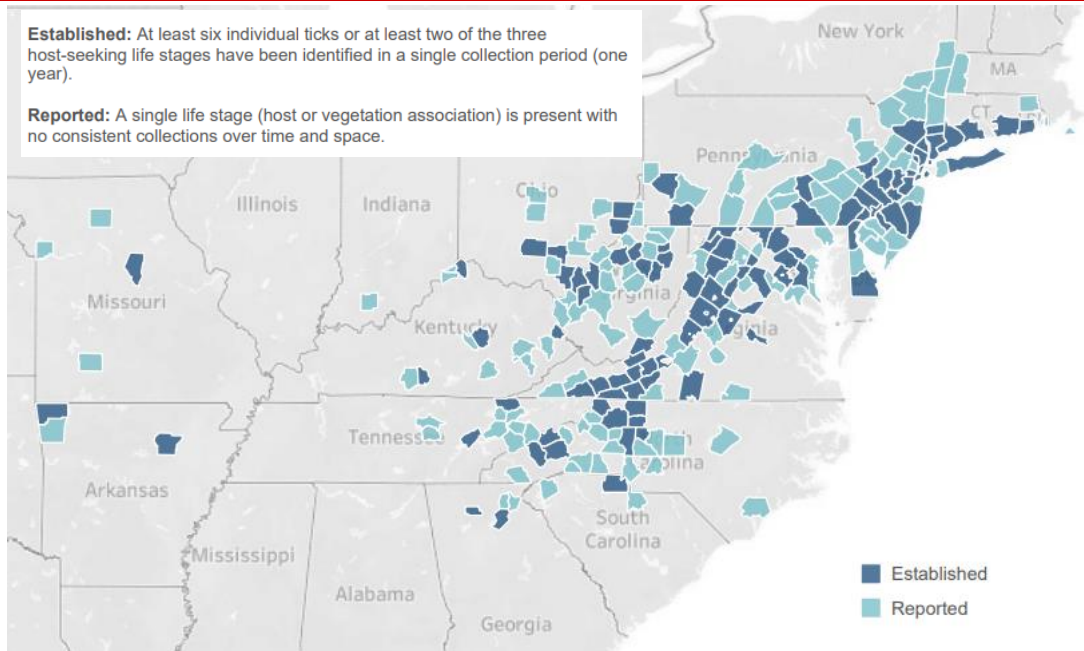 Established: At least six individual ticks or at least two of the three
host-seeking life stages have been identified in a single collection period (one
year).
Reported: A single life stage (host or vegetation association) is present with
no consistent collections over time and space.
New York
MA
CT
Pennsylvania
Ohio
Illinois
Indiana
Missouri
Kentucky
Tennessee
Arkansas
Mississippi
Alabama
Georgia
South
Carolina
Established
Reported